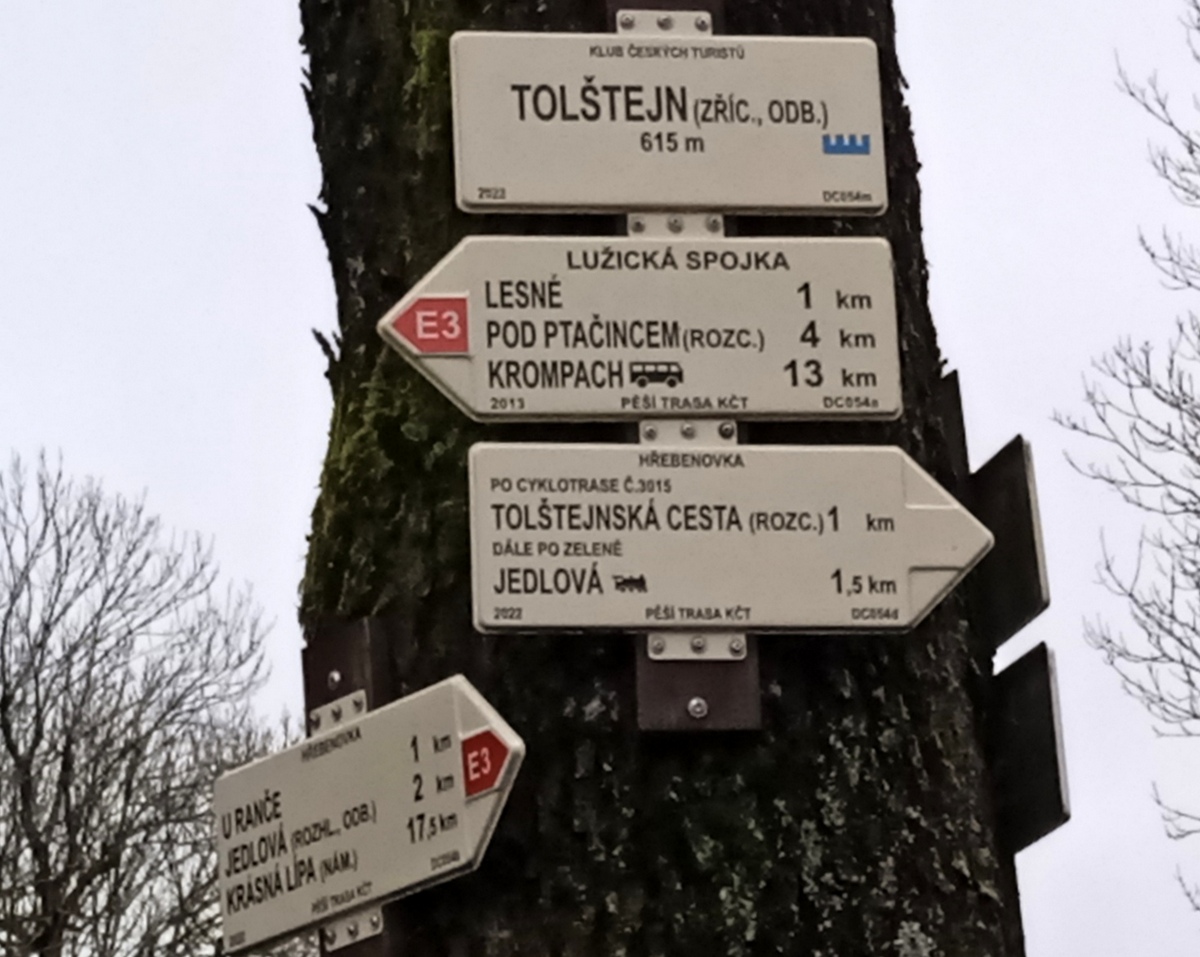 KLUB ČESKÝCH TURISTŮ
TOLŠTEJN (ZŘÍC., ODB.)
615 m
2022 DC054m
LUŽICKÁ SPOJKA
E3
LESNÉ 1 km
POD PTAČINCEM (ROZC.) 4 km
KROMPACH 13 km
2013 PĚŠÍ TRASA KČT DC054a
HŘEBENOVKA
PO CYKLOTRASE Č.3015
TOLŠTEJNSKÁ CESTA (ROZC.) 1 km
DÁLE PO ZELENÉ
JEDLOVÁ 1,5 km
2022 PĚŠÍ TRASA KČT DC054d
HŘEBENOVKA
E3
U RANČE 1 km
JEDLOVÁ (ROZHL., ODB.) 2 km
KRÁSNÁ LÍPA (NÁM.) 17,5 km
2022 PĚŠÍ TRASA KČT DC054b